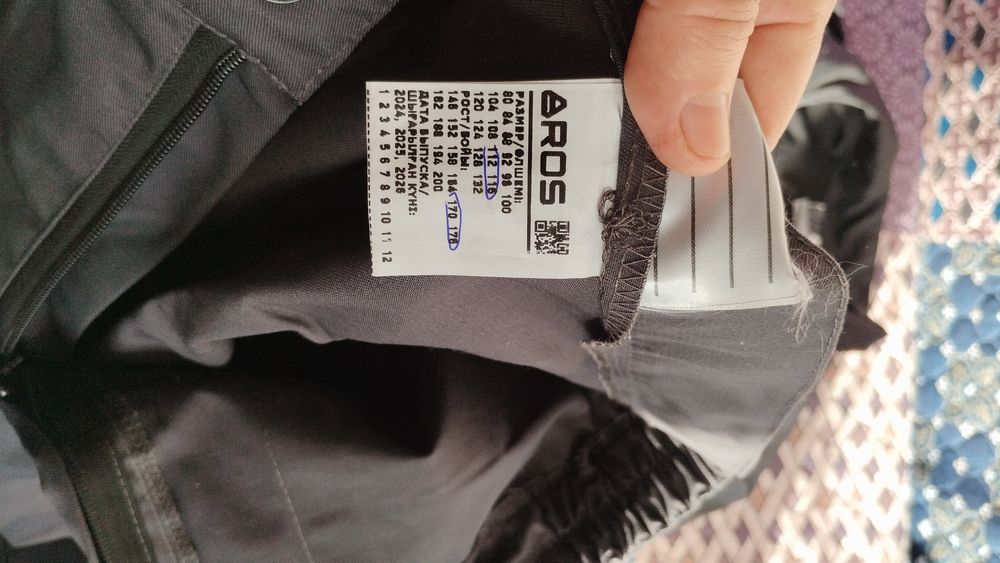 AROS
РАЗМЕР/ӨЛШЕМІ:
80 84 88 92 96 100
104 108 112 116
120 124 128 132
РОСТ/БОЙЫ:
146 152 158 164 170 176
182 188 194 200
ДАТА ВЫПУСКА/
ШЫҒАРЫЛҒАН КҮНІ:
2024, 2025, 2026
1 2 3 4 5 6 7 8 9 10 11 12